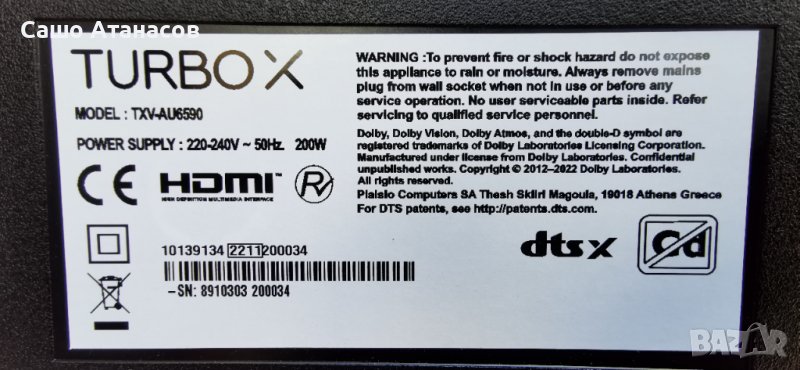 Сашо Атанасов
TURBO X
MODEL : TXV-AU6590
POWER SUPPLY : 220-240V ~ 50Hz. 200W
CE HDMI R
HIGH DEFINITION MULTIMEDIA INTERFACE
WARNING :To prevent fire or shock hazard do not expose
this appliance to rain or moisture. Always remove mains
plug from wall socket when not in use or before any
service operation. No user serviceable parts inside. Refer
servicing to qualified service personnel.
Dolby, Dolby Vision, Dolby Atmos, and the double-D symbol are
registered trademarks of Dolby Laboratories Licensing Corporation.
Manufactured under license from Dolby Laboratories. Confidential
unpublished works. Copyright © 2012–2022 Dolby Laboratories.
All rights reserved.
Plaisio Computers SA Thesh Skliri Magoula, 19018 Athens Greece
For DTS patents, see http://patents.dts.com.
10139134 2211 200034
–SN: 8910303 200034
dts X Cd
BAZAR